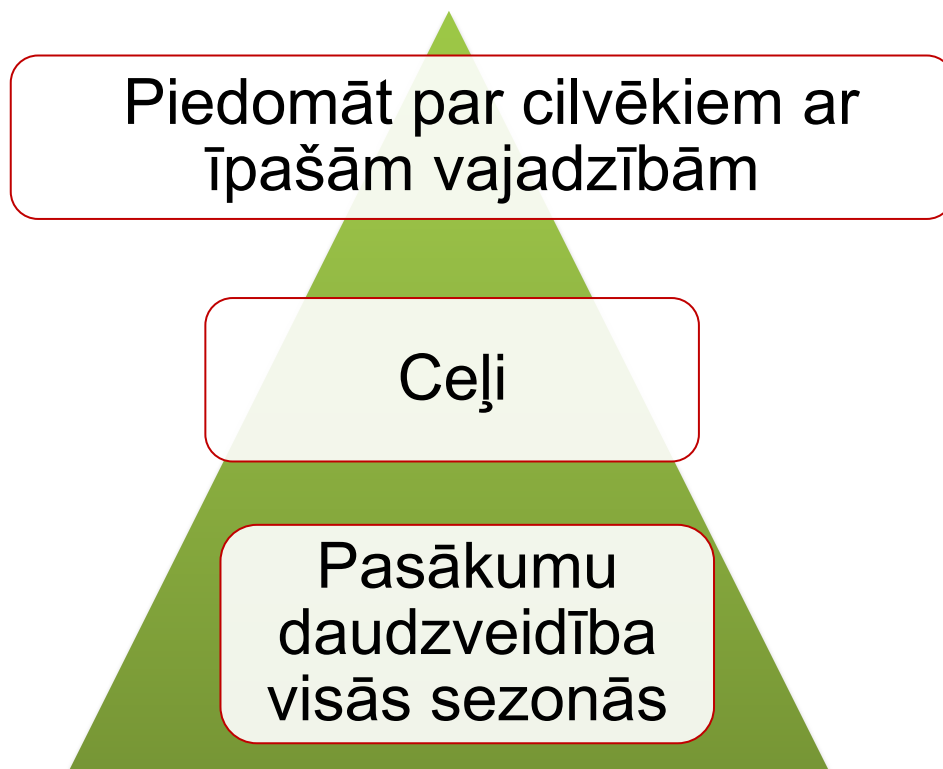 Piedomāt par cilvēkiem ar
īpašām vajadzībām
Ceļi
Pasākumu
daudzveidība
visās sezonās